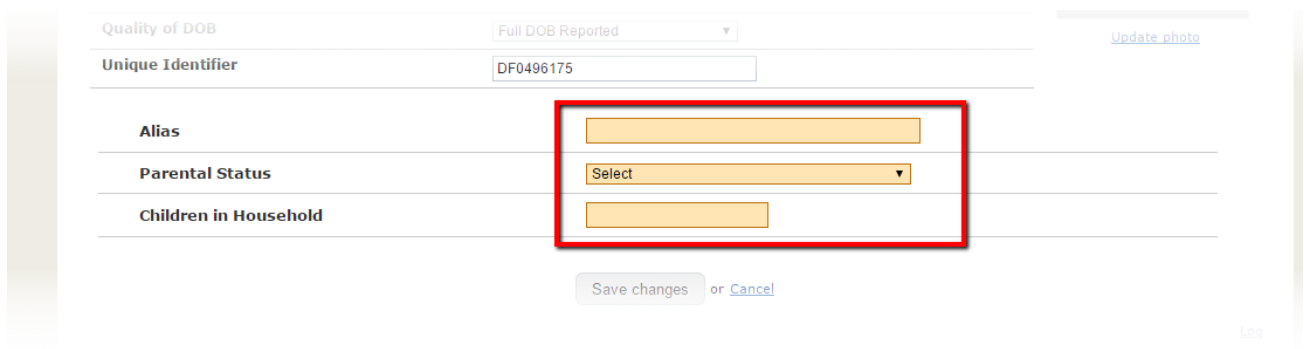 Quality of DOB Full DOB Reported
Update photo
Unique Identifier DF0496175
Alias
Parental Status Select
Children in Household
Save changes or Cancel
Log